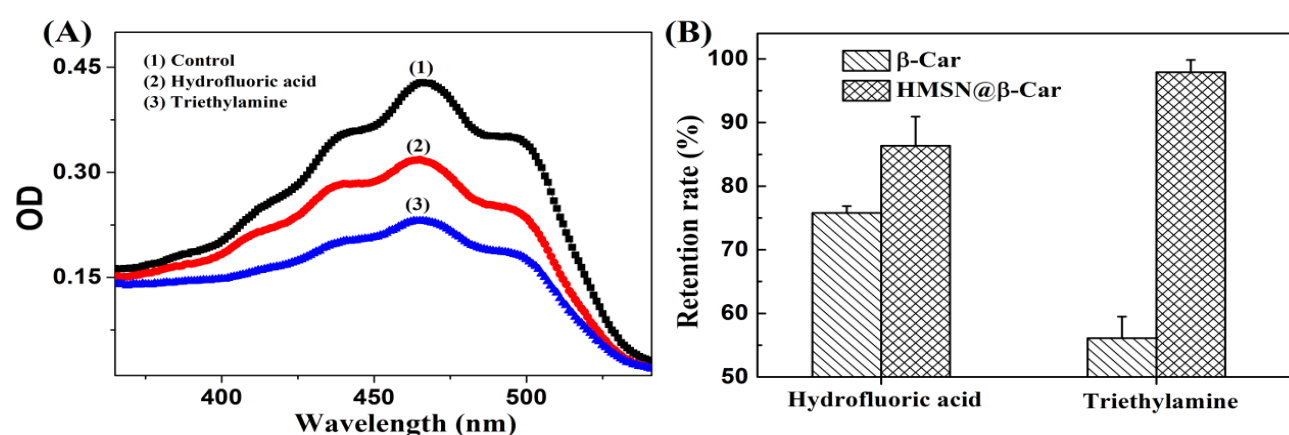 (A)
(1) Control
(2) Hydrofluoric acid
(3) Triethylamine
(1)
(2)
(3)
0.45
0.30
0.15
OD
400
450
500
Wavelength (nm)
(B)
β-Car
HMSN@β-Car
100
90
80
70
60
50
Retention rate (%)
Hydrofluoric acid
Triethylamine